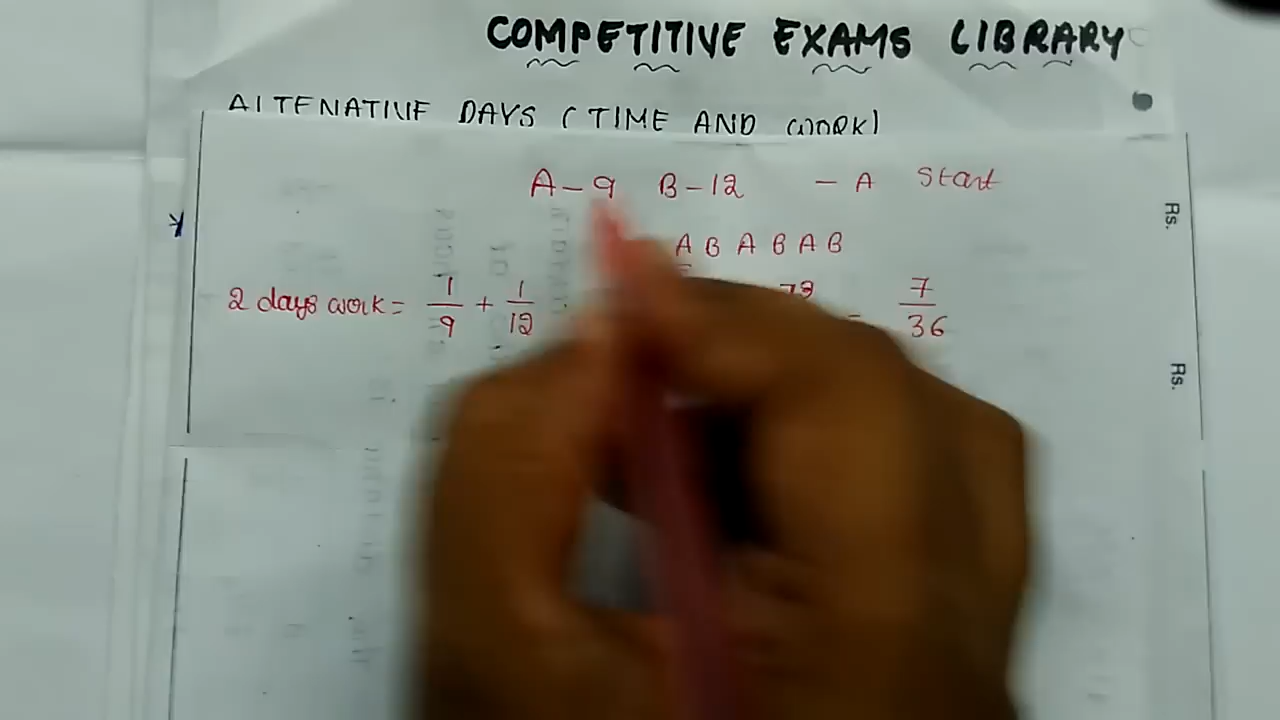 COMPETITIVE EXAMS LIBRARY
ALTENATIVE DAYS (TIME AND WORK)
A - 9 B - 12 - A Start
A B A B A B
2 days work = 1/9 + 1/12 = 7/36
Rs.
Rs.